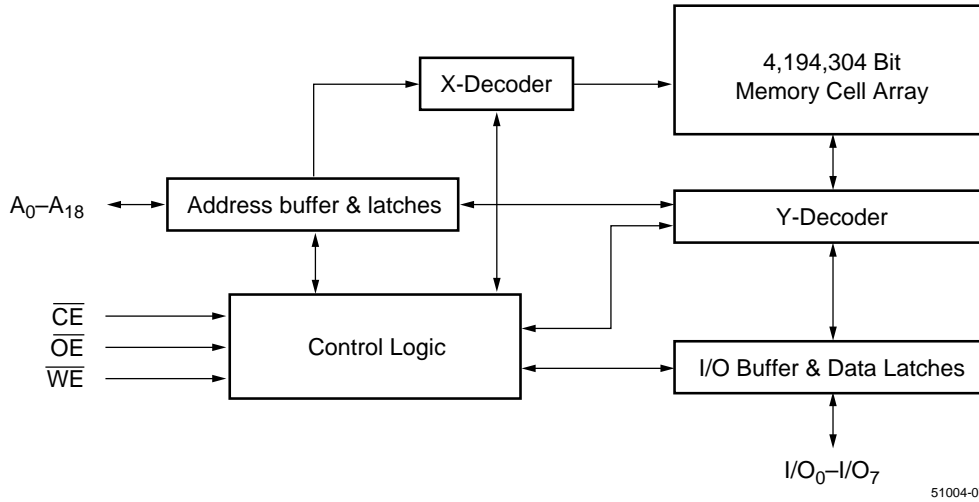 4,194,304 Bit
Memory Cell Array
X-Decoder
A0–A18
Address buffer & latches
Y-Decoder
CE
OE
WE
Control Logic
I/O Buffer & Data Latches
I/O0–I/O7
51004-0